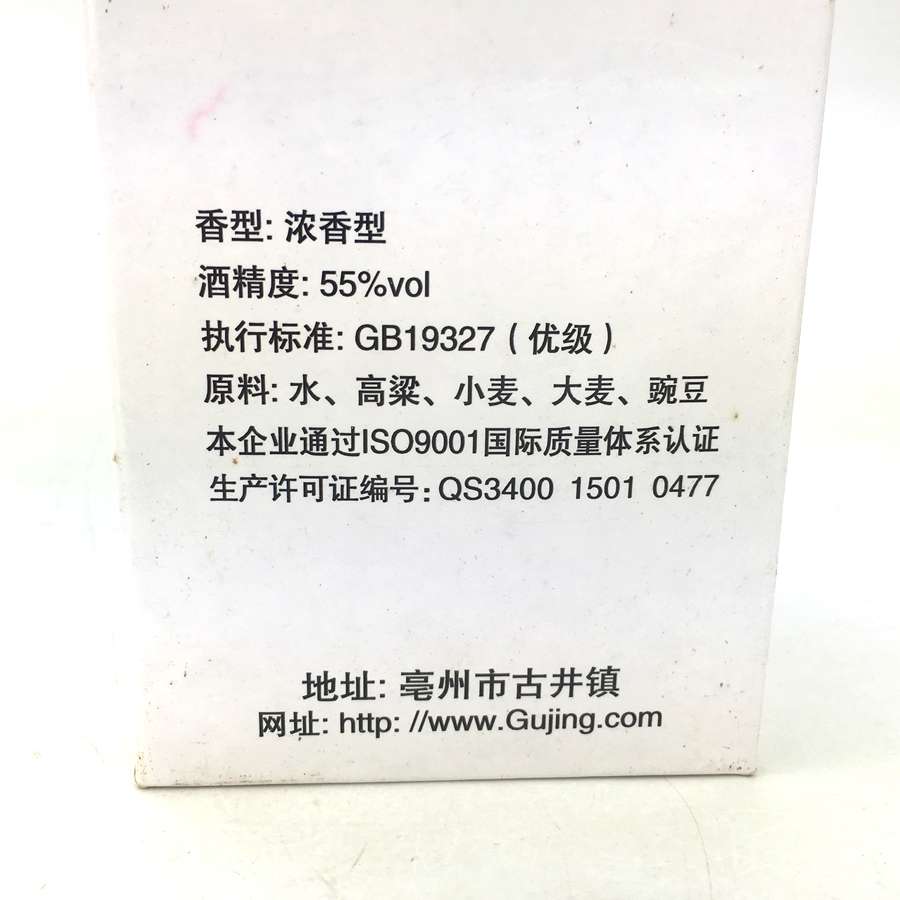 香型: 浓香型
酒精度: 55%vol
执行标准: GB19327 ( 优级 )
原料: 水、高粱、小麦、大麦、豌豆
本企业通过ISO9001国际质量体系认证
生产许可证编号: QS3400 1501 0477
地址: 亳州市古井镇
网址: http: //www.Gujing.com